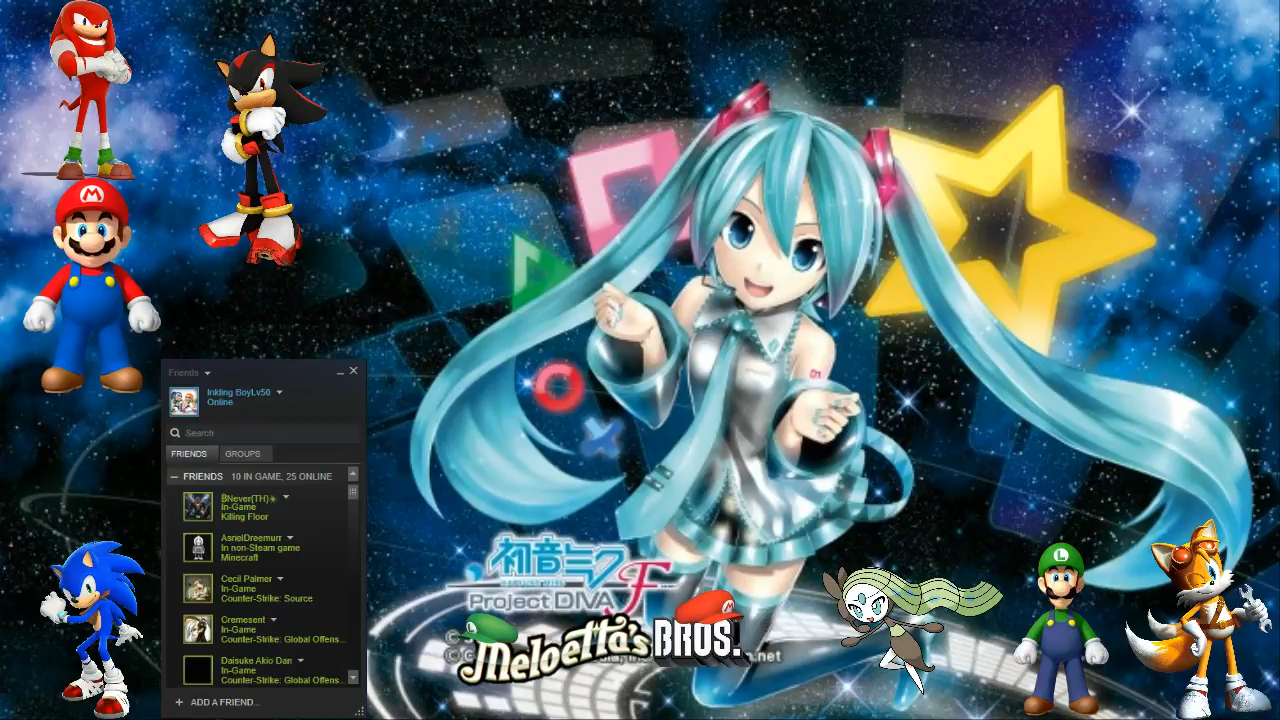 M
Friends
Inkling BoyLv50
Online
Search
FRIENDS GROUPS
FRIENDS 10 IN GAME, 25 ONLINE
BNever(TH)☀
In-Game
Killing Floor
AsrielDreemurr
In non-Steam game
Minecraft
Cecil Palmer
In-Game
Counter-Strike: Source
Cremesent
In-Game
Counter-Strike: Global Offens...
Daisuke Akio Dan
In-Game
Counter-Strike: Global Offens...
+ ADD A FRIEND...
01
初音ミク
Project DIVA F
Meloetta's BROS.
M
L
©
©
.net
L